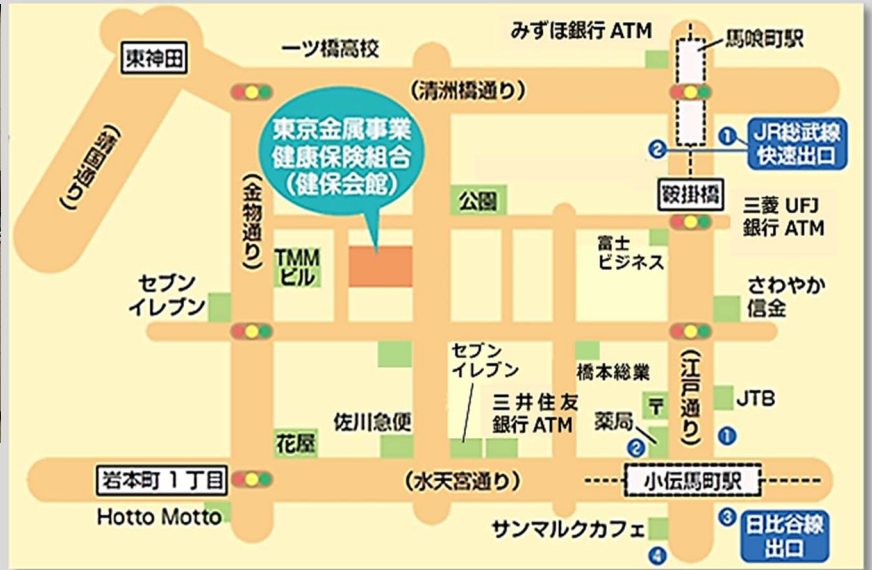 みずほ銀行 ATM
馬喰町駅
一ツ橋高校
東神田
(清洲橋通り)
(靖国通り)
東京金属事業
健康保険組合
(健保会館)
①
JR総武線
快速出口
②
鞍掛橋
三菱 UFJ
銀行 ATM
(金物通り)
公園
富士
ビジネス
TMM
ビル
セブン
イレブン
さわやか
信金
セブン
イレブン
橋本総業
(江戸通り)
JTB
三井住友
銀行 ATM
〒
佐川急便
薬局
花屋
①
②
岩本町 1 丁目
(水天宮通り)
小伝馬町駅
Hotto Motto
サンマルクカフェ
③
日比谷線
出口
④